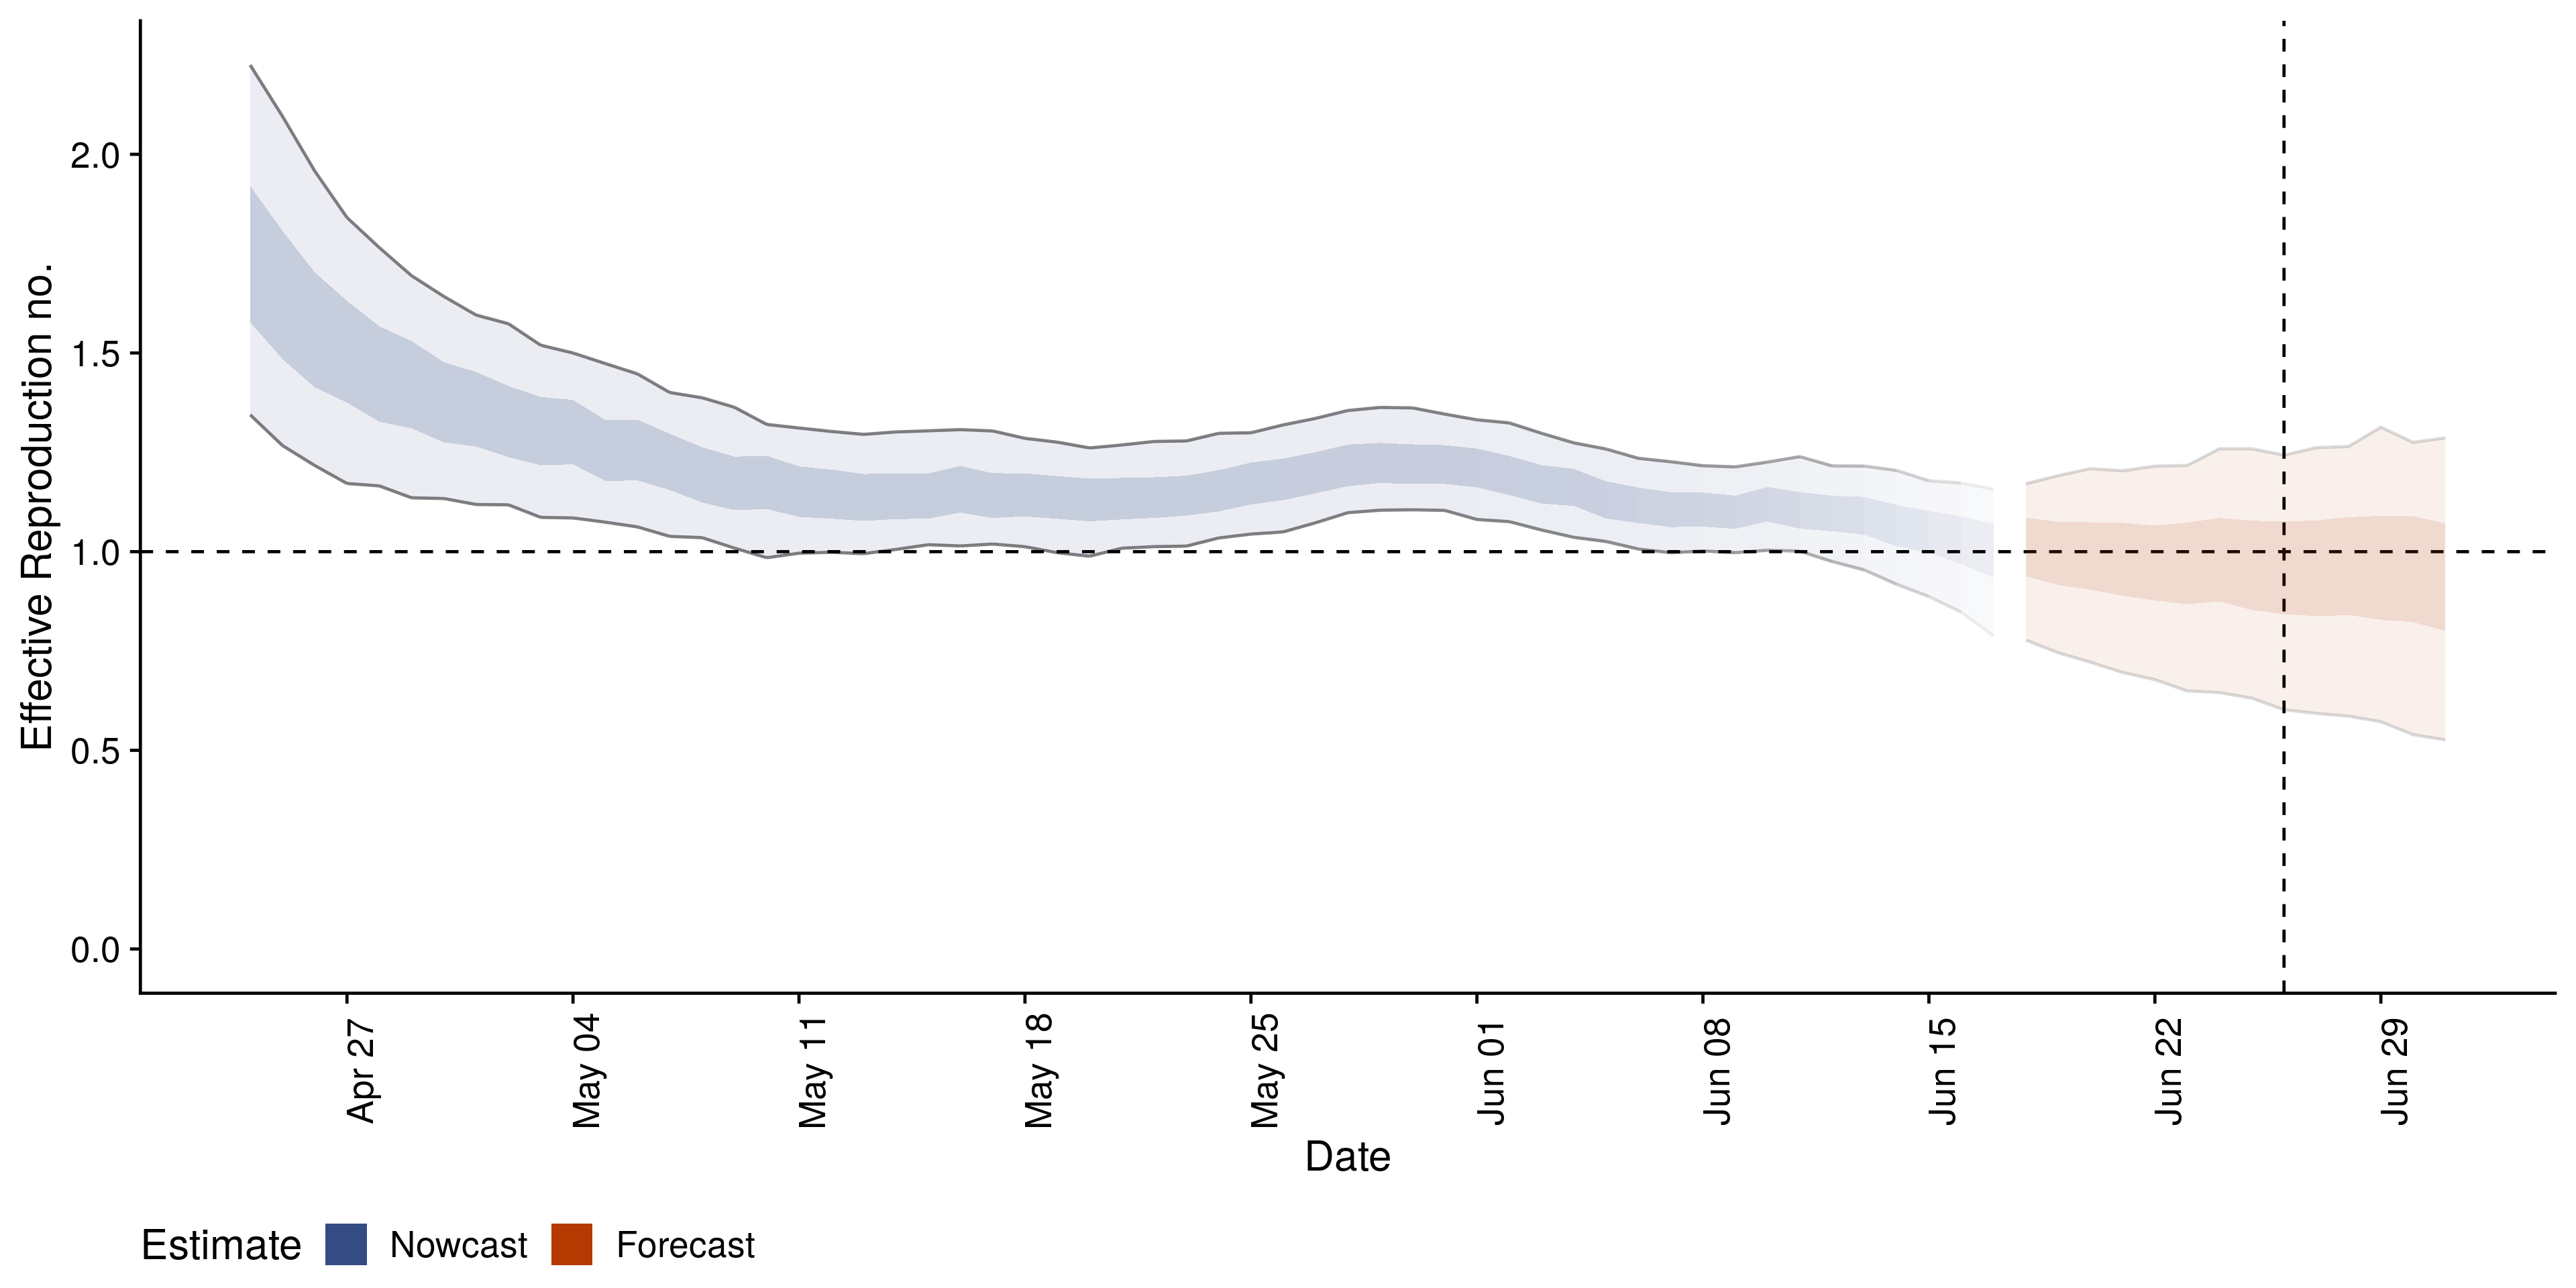 Effective Reproduction no.
2.0
1.5
1.0
0.5
0.0
Apr 27
May 04
May 11
May 18
May 25
Jun 01
Jun 08
Jun 15
Jun 22
Jun 29
Date
Estimate Nowcast Forecast